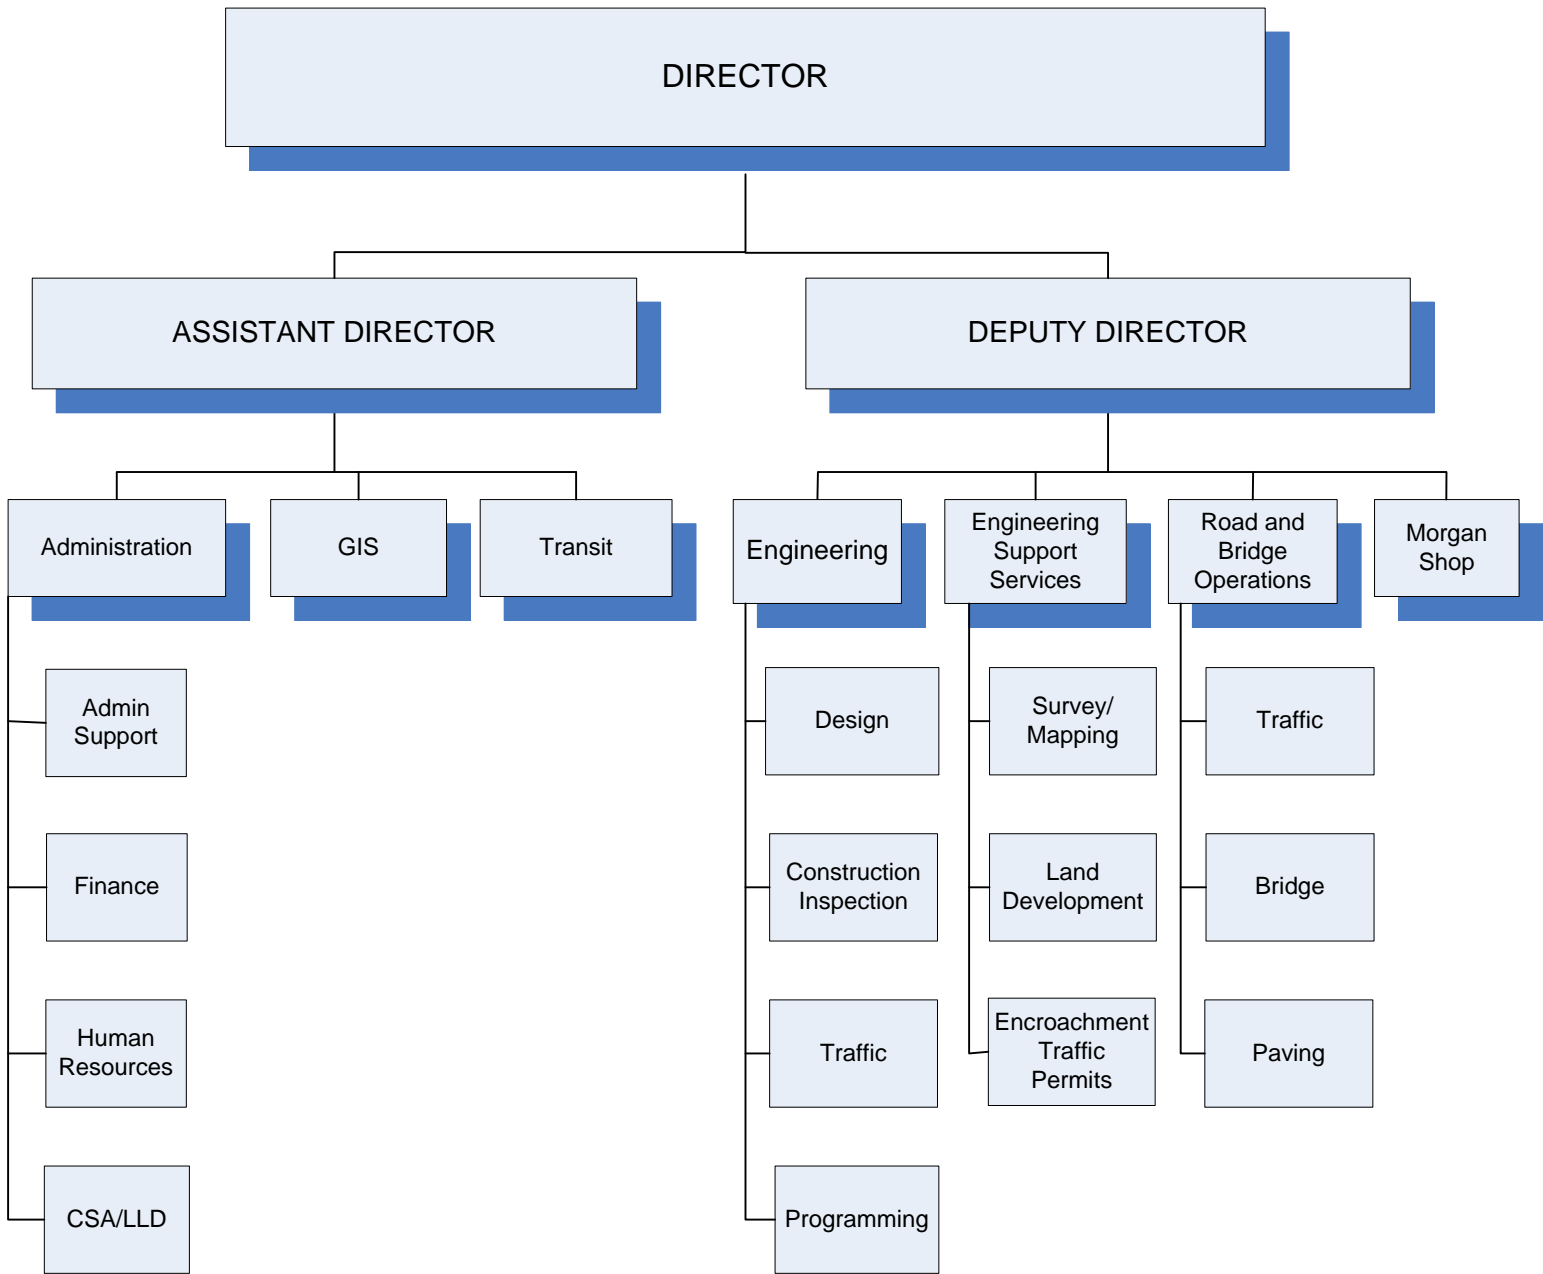 DIRECTOR
ASSISTANT DIRECTOR
DEPUTY DIRECTOR
Administration
GIS
Transit
Engineering
Engineering
Support
Services
Road and
Bridge
Operations
Morgan
Shop
Admin
Support
Design
Survey/
Mapping
Traffic
Finance
Construction
Inspection
Land
Development
Bridge
Human
Resources
Traffic
Encroachment
Traffic
Permits
Paving
CSA/LLD
Programming